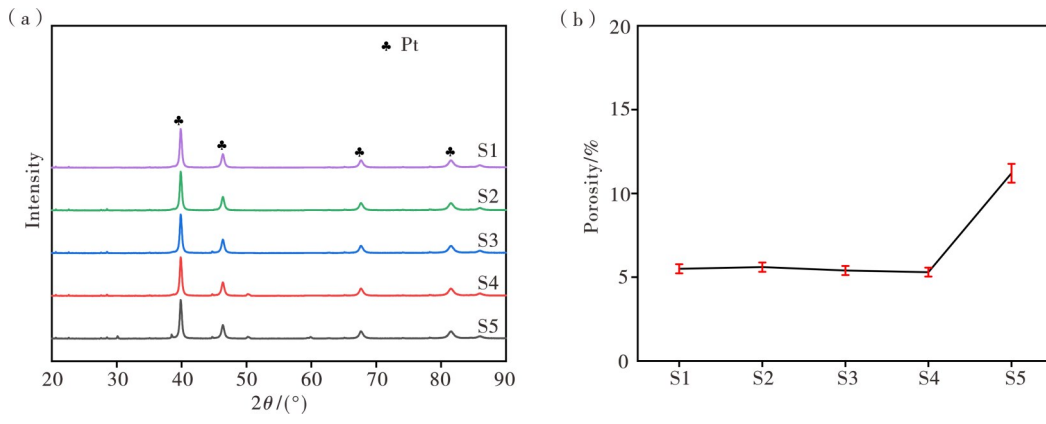 (a)
♣ Pt
♣ ♣ ♣ ♣
S1
S2
S3
S4
S5
Intensity
20 30 40 50 60 70 80 90
2θ/(°)
(b)
20
15
10
5
0
Porosity/%
S1 S2 S3 S4 S5